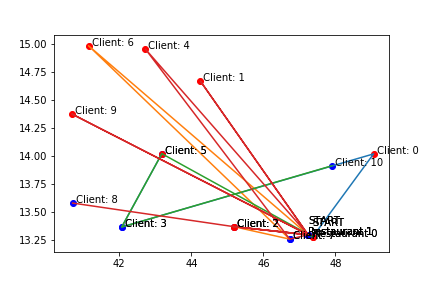 15.00
14.75
14.50
14.25
14.00
13.75
13.50
13.25
42
44
46
48
Client: 6
Client: 4
Client: 1
Client: 9
Client: 5
Client: 0
Client: 10
Client: 8
Client: 3
Client: 2
START
START